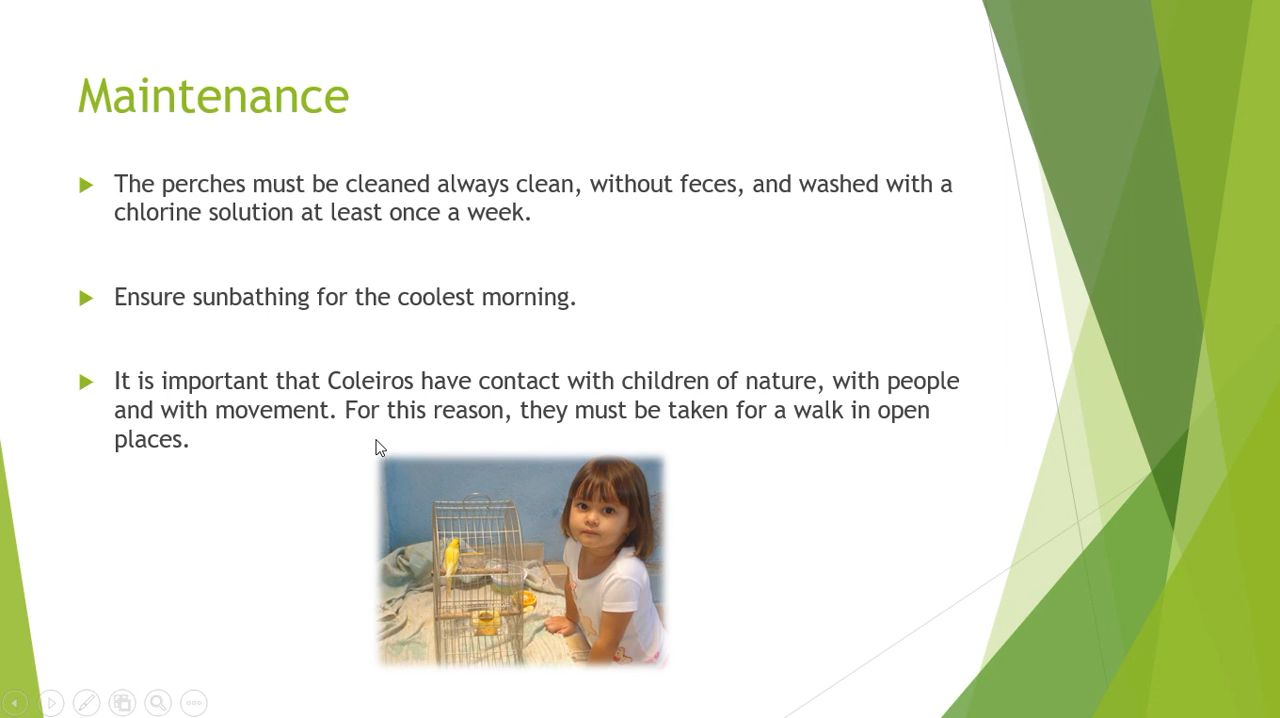 Maintenance
The perches must be cleaned always clean, without feces, and washed with a
chlorine solution at least once a week.
Ensure sunbathing for the coolest morning.
It is important that Coleiros have contact with children of nature, with people
and with movement. For this reason, they must be taken for a walk in open
places.